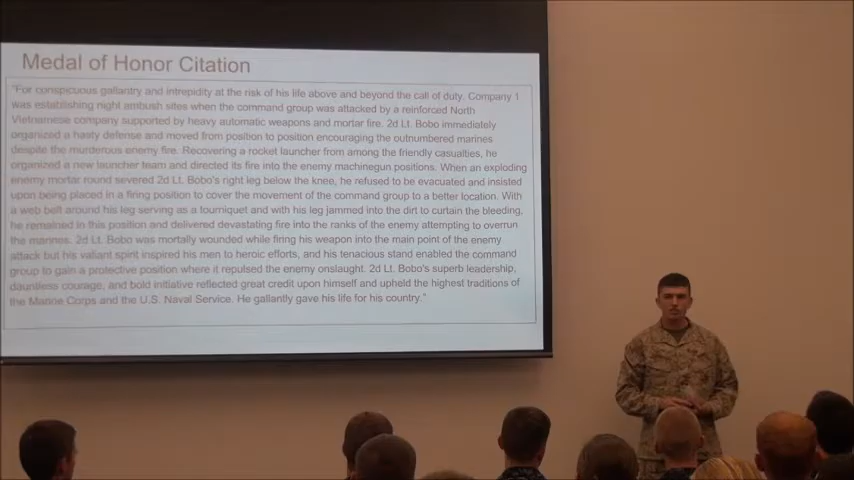 Medal of Honor Citation
"For conspicuous gallantry and intrepidity at the risk of his life above and beyond the call of duty. Company 1
was establishing night ambush sites when the command group was attacked by a reinforced North
Vietnamese company supported by heavy automatic weapons and mortar fire. 2d Lt. Bobo immediately
organized a hasty defense and moved from position to position encouraging the outnumbered marines
despite the murderous enemy fire. Recovering a rocket launcher from among the friendly casualties, he
organized a new launcher team and directed its fire into the enemy machinegun positions. When an exploding
enemy mortar round severed 2d Lt. Bobo's right leg below the knee, he refused to be evacuated and insisted
upon being placed in a firing position to cover the movement of the command group to a better location. With
a web belt around his leg serving as a tourniquet and with his leg jammed into the dirt to curtain the bleeding,
he remained in this position and delivered devastating fire into the ranks of the enemy attempting to overrun
the marines. 2d Lt. Bobo was mortally wounded while firing his weapon into the main point of the enemy
attack but his valiant spirit inspired his men to heroic efforts, and his tenacious stand enabled the command
group to gain a protective position where it repulsed the enemy onslaught. 2d Lt. Bobo's superb leadership,
dauntless courage, and bold initiative reflected great credit upon himself and upheld the highest traditions of
the Marine Corps and the U.S. Naval Service. He gallantly gave his life for his country."